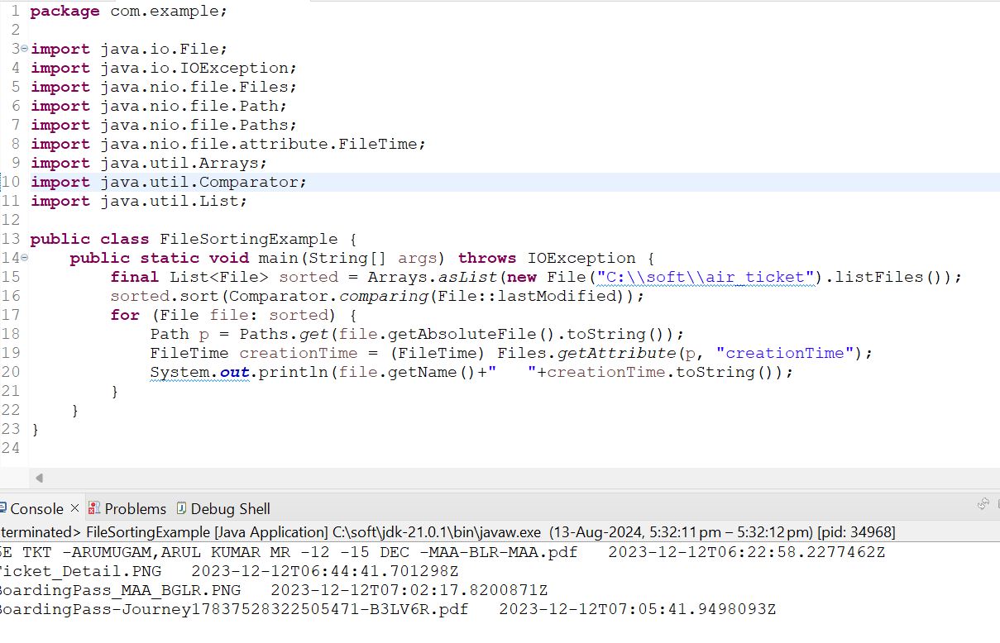 1 package com.example;
2
3 import java.io.File;
4 import java.io.IOException;
5 import java.nio.file.Files;
6 import java.nio.file.Path;
7 import java.nio.file.Paths;
8 import java.nio.file.attribute.FileTime;
9 import java.util.Arrays;
10 import java.util.Comparator;
11 import java.util.List;
12
13 public class FileSortingExample {
14     public static void main(String[] args) throws IOException {
15         final List<File> sorted = Arrays.asList(new File("C:\\soft\\air_ticket").listFiles());
16         sorted.sort(Comparator.comparing(File::lastModified));
17         for (File file: sorted) {
18             Path p = Paths.get(file.getAbsoluteFile().toString());
19             FileTime creationTime = (FileTime) Files.getAttribute(p, "creationTime");
20             System.out.println(file.getName()+"   "+creationTime.toString());
21         }
22     }
23 }
24
Console Problems Debug Shell
terminated> FileSortingExample [Java Application] C:\soft\jdk-21.0.1\bin\javaw.exe (13-Aug-2024, 5:32:11 pm – 5:32:12 pm) [pid: 34968]
6E TKT -ARUMUGAM,ARUL KUMAR MR -12 -15 DEC -MAA-BLR-MAA.pdf   2023-12-12T06:22:58.2277462Z
Ticket_Detail.PNG   2023-12-12T06:44:41.701298Z
BoardingPass_MAA_BGLR.PNG   2023-12-12T07:02:17.8200871Z
BoardingPass-Journey17837528322505471-B3LV6R.pdf   2023-12-12T07:05:41.9498093Z